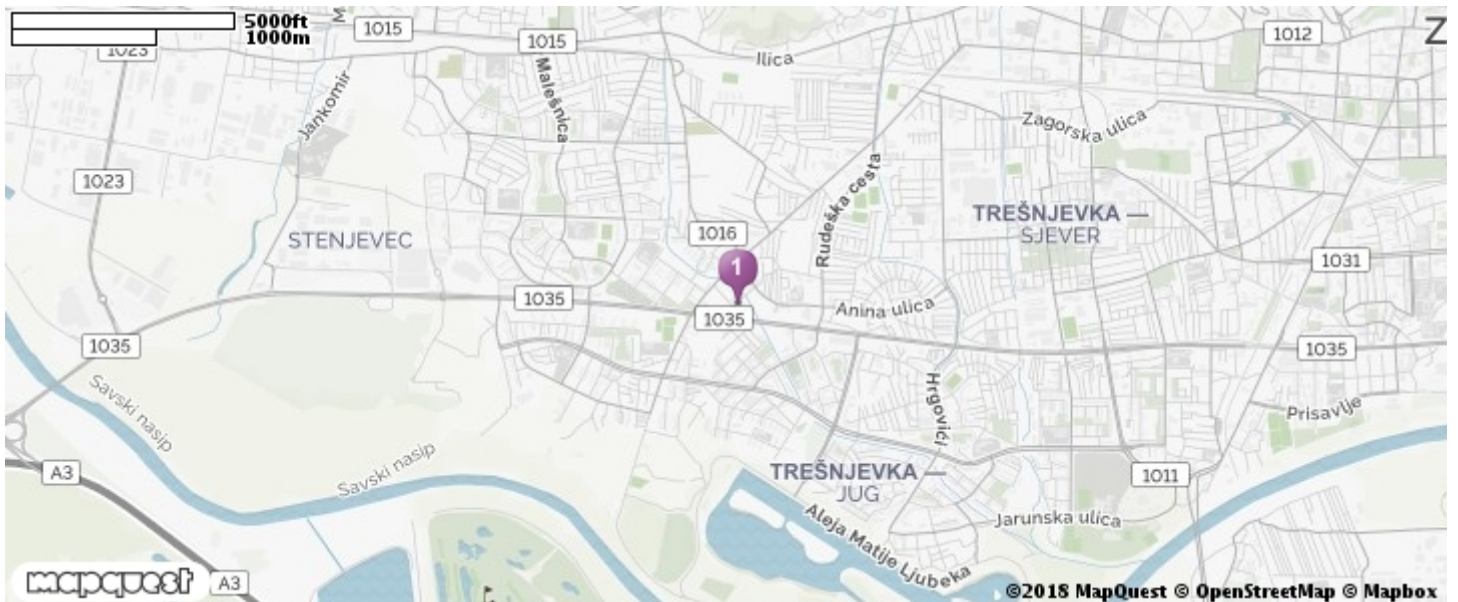 5000ft
1000m
1023
1015
1015
Ilica
1012
Z
Jankomir
Malešnica
Zagorska ulica
1023
Rudeška cesta
TREŠNJEVKA —
SJEVER
STENJEVEC
1016
1
1031
1035
1035
Anina ulica
1035
1035
Savski nasip
Hrgovići
Prisavlje
A3
Savski nasip
TREŠNJEVKA —
JUG
1011
Aleja Matije Ljubeka
Jarunska ulica
A3
mapquest
©2018 MapQuest © OpenStreetMap © Mapbox